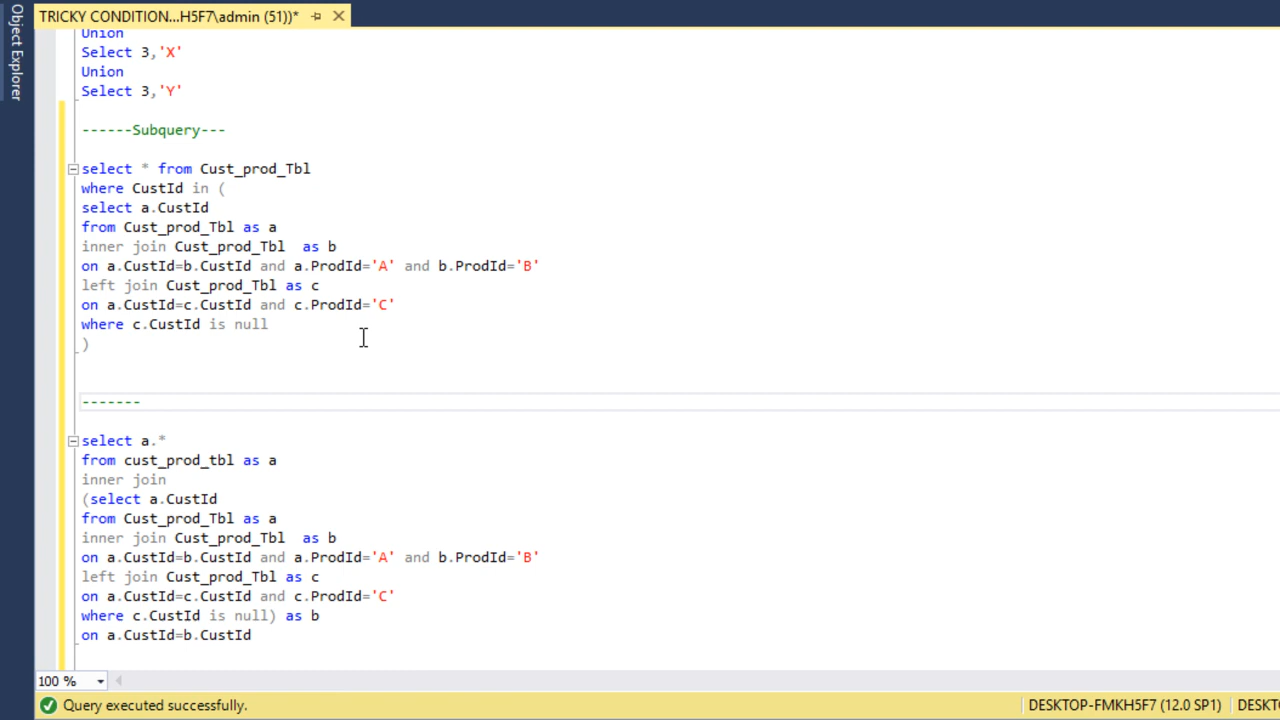 Object Explorer
TRICKY CONDITION...H5F7\admin (51))*
Union
Select 3,'X'
Union
Select 3,'Y'
------Subquery---
select * from Cust_prod_Tbl
where CustId in (
select a.CustId
from Cust_prod_Tbl as a
inner join Cust_prod_Tbl  as b
on a.CustId=b.CustId and a.ProdId='A' and b.ProdId='B'
left join Cust_prod_Tbl as c
on a.CustId=c.CustId and c.ProdId='C'
where c.CustId is null
)
-------
select a.*
from cust_prod_tbl as a
inner join
(select a.CustId
from Cust_prod_Tbl as a
inner join Cust_prod_Tbl  as b
on a.CustId=b.CustId and a.ProdId='A' and b.ProdId='B'
left join Cust_prod_Tbl as c
on a.CustId=c.CustId and c.ProdId='C'
where c.CustId is null) as b
on a.CustId=b.CustId
100 %
Query executed successfully.
DESKTOP-FMKH5F7 (12.0 SP1)
DESKT